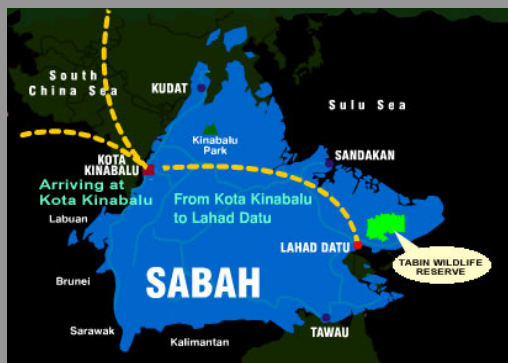 South
China Sea
KUDAT
Sulu Sea
Kinabalu
Park
KOTA
KINABALU
SANDAKAN
Arriving at
Kota Kinabalu
From Kota Kinabalu
to Lahad Datu
Labuan
LAHAD DATU
TABIN WILDLIFE
RESERVE
Brunei
SABAH
Sarawak
Kalimantan
TAWAU